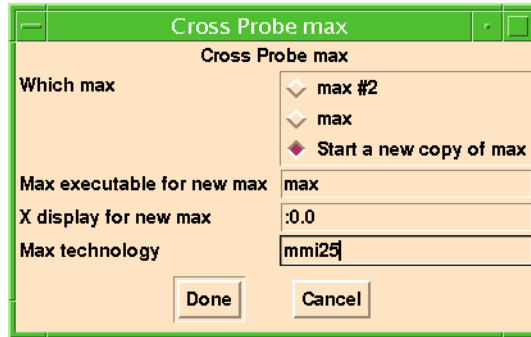 Cross Probe max
Cross Probe max
Which max
max #2
max
Start a new copy of max
Max executable for new max max
X display for new max :0.0
Max technology mmi25
Done Cancel